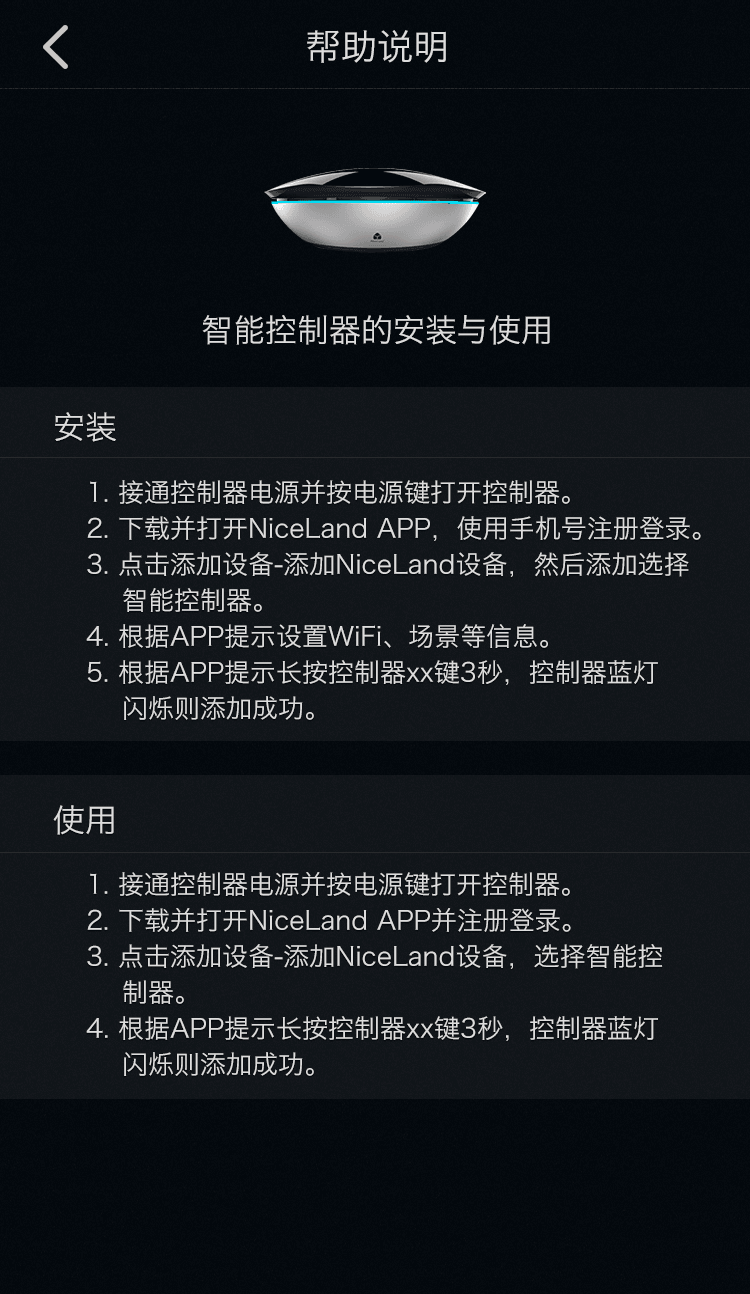 帮助说明
智能控制器的安装与使用
安装
1. 接通控制器电源并按电源键打开控制器。
2. 下载并打开NiceLand APP，使用手机号注册登录。
3. 点击添加设备-添加NiceLand设备，然后添加选择
智能控制器。
4. 根据APP提示设置WiFi、场景等信息。
5. 根据APP提示长按控制器xx键3秒，控制器蓝灯
闪烁则添加成功。
使用
1. 接通控制器电源并按电源键打开控制器。
2. 下载并打开NiceLand APP并注册登录。
3. 点击添加设备-添加NiceLand设备，选择智能控
制器。
4. 根据APP提示长按控制器xx键3秒，控制器蓝灯
闪烁则添加成功。